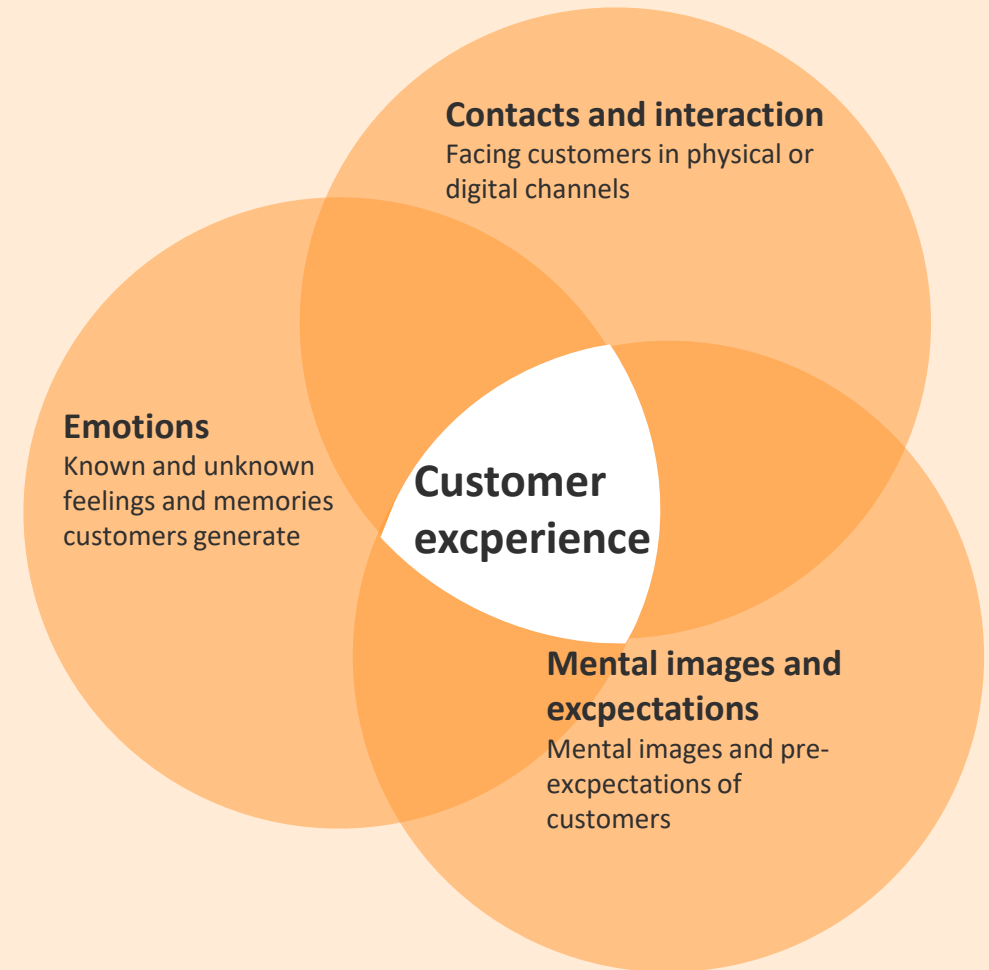 Contacts and interaction
Facing customers in physical or
digital channels
Emotions
Known and unknown
feelings and memories
customers generate
Customer
excperience
Mental images and
excpectations
Mental images and pre-
excpectations of
customers